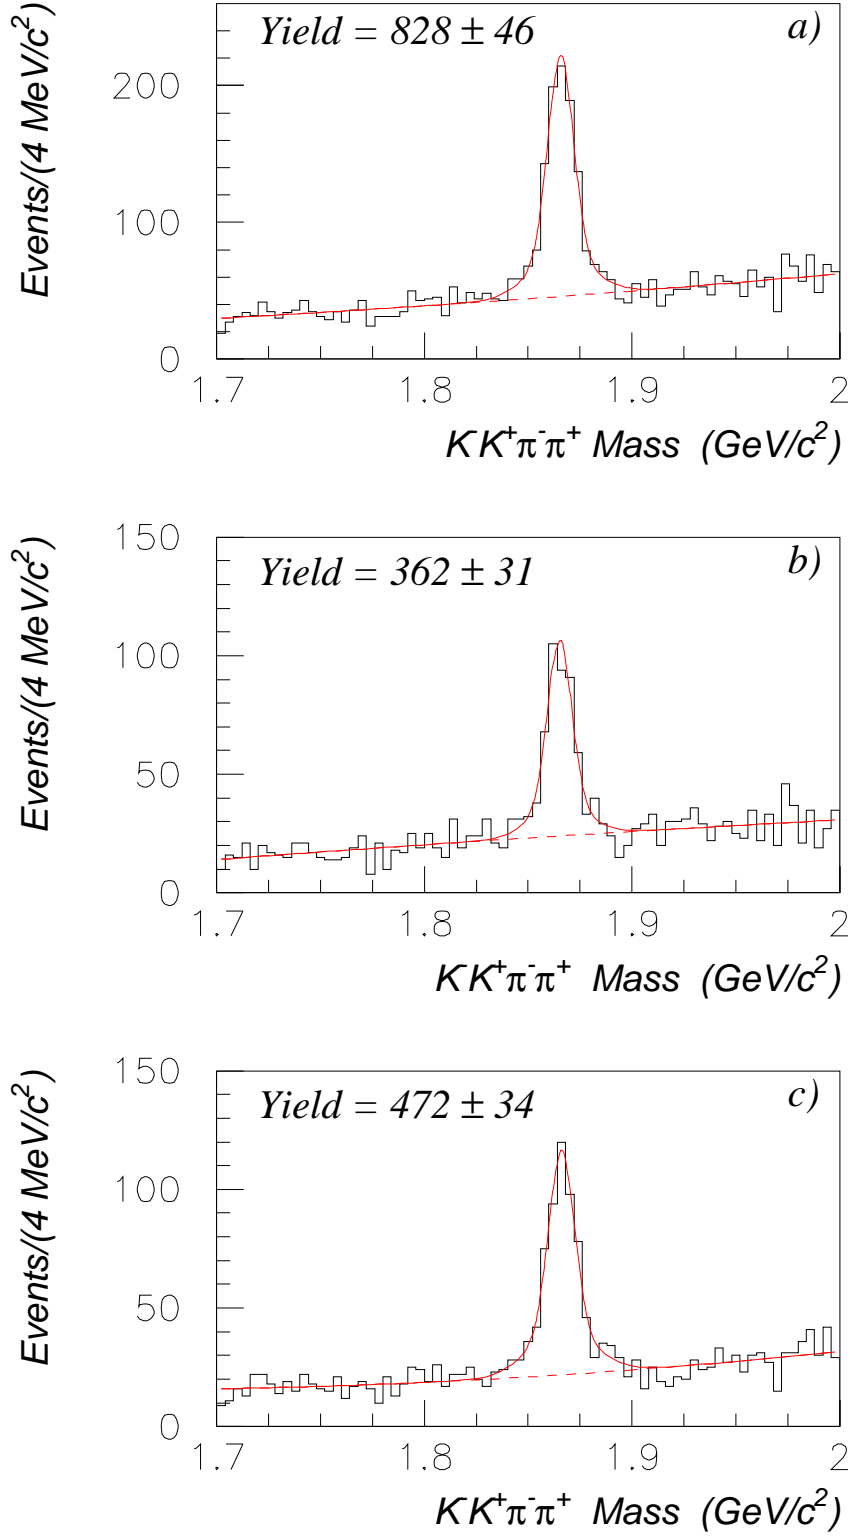 Yield = 828 ± 46
a)
Events/(4 MeV/c²)
200
100
0
1.7 1.8 1.9 2
K⁻K⁺π⁻π⁺ Mass (GeV/c²)
150
Yield = 362 ± 31
b)
Events/(4 MeV/c²)
100
50
0
1.7 1.8 1.9 2
K⁻K⁺π⁻π⁺ Mass (GeV/c²)
150
Yield = 472 ± 34
c)
Events/(4 MeV/c²)
100
50
0
1.7 1.8 1.9 2
K⁻K⁺π⁻π⁺ Mass (GeV/c²)